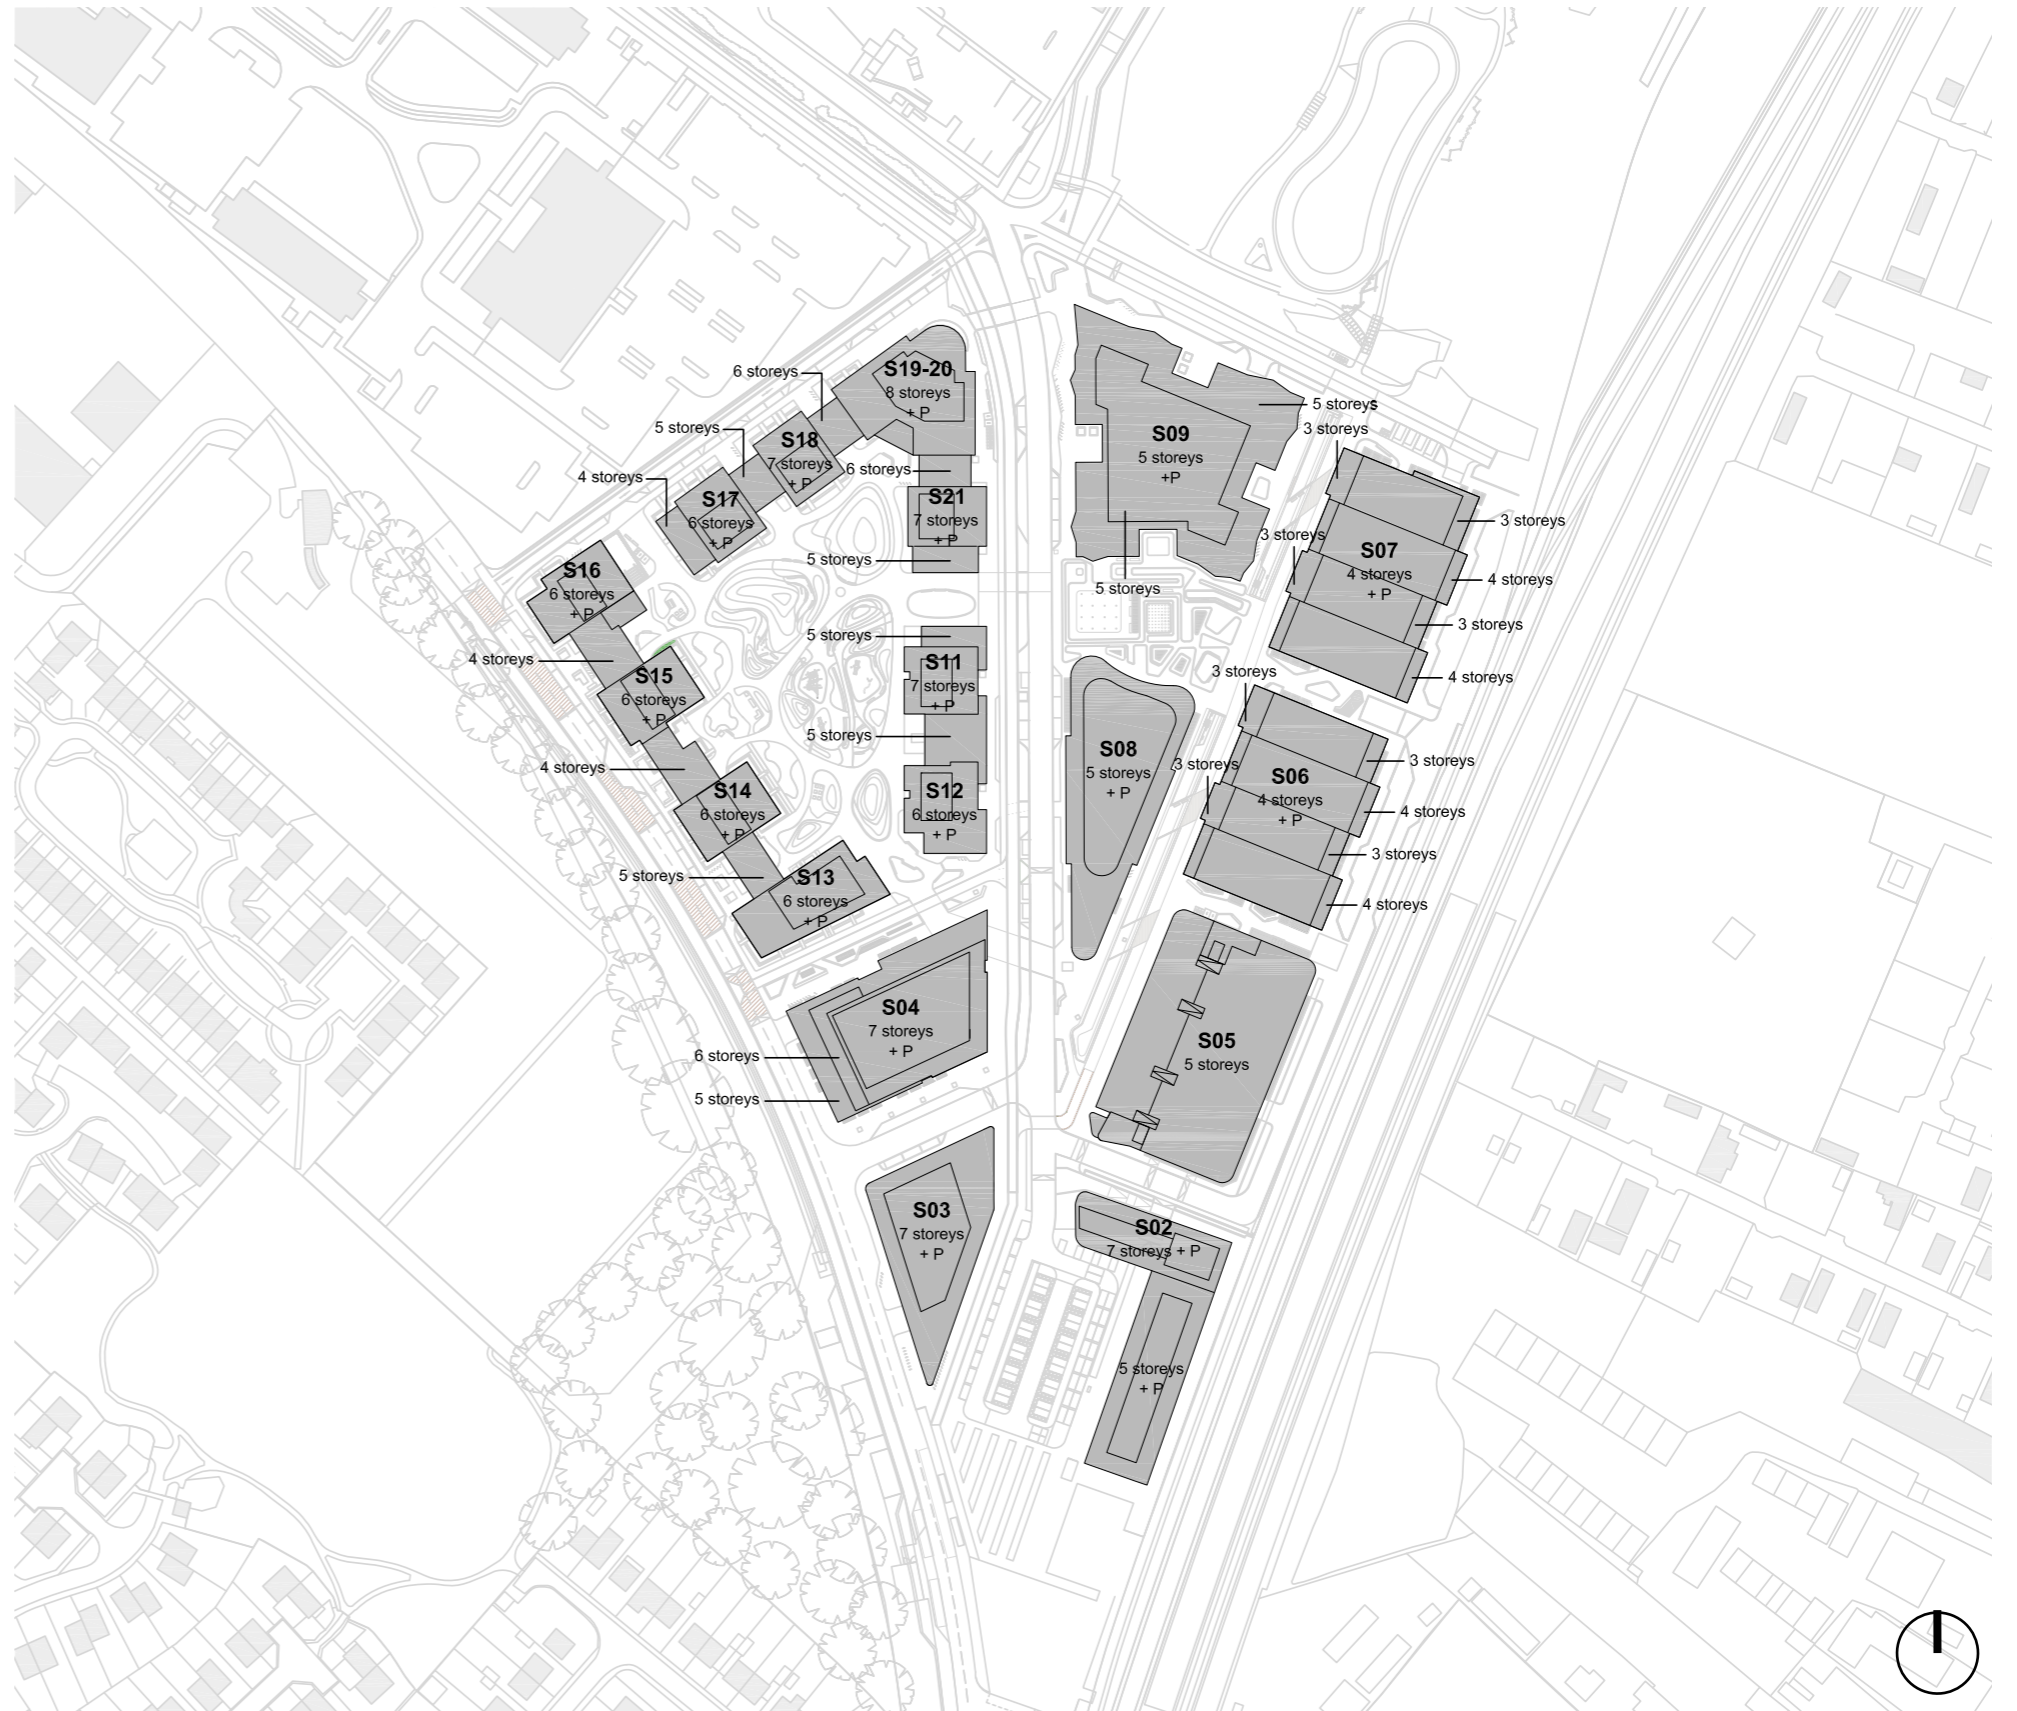 S19-20
8 storeys
+ P
6 storeys
S18
7 storeys
+ P
5 storeys
6 storeys
4 storeys
S17
6 storeys
+ P
S21
7 storeys
+ P
5 storeys
S16
6 storeys
+ P
4 storeys
S15
6 storeys
+ P
4 storeys
S14
6 storeys
+ P
5 storeys
S13
6 storeys
+ P
5 storeys
S11
7 storeys
+ P
5 storeys
S12
6 storeys
+ P
S09
5 storeys
+P
5 storeys
5 storeys
3 storeys
3 storeys
S07
4 storeys
+ P
3 storeys
4 storeys
3 storeys
4 storeys
S08
5 storeys
+ P
3 storeys
3 storeys
S06
4 storeys
+ P
3 storeys
4 storeys
3 storeys
4 storeys
S04
7 storeys
+ P
6 storeys
5 storeys
S05
5 storeys
S03
7 storeys
+ P
S02
7 storeys + P
5 storeys
+ P